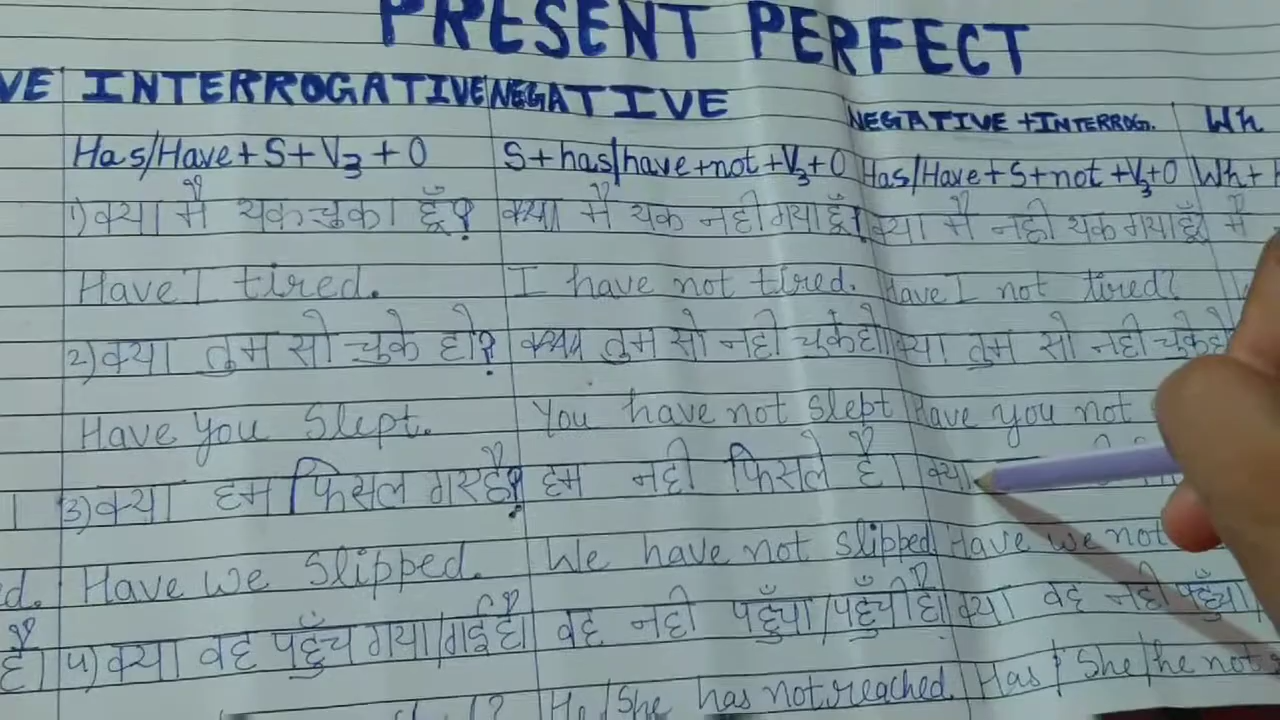 PRESENT PERFECT
VE INTERROGATIVE NEGATIVE NEGATIVE + INTERROG. Wh
Has/Have + S + V3 + O S + has/have + not + V3 + O Has/Have + S + not + V3 + O Wh +
1) क्या मैं थक चुका हूँ? क्या मैं थक नही गया हूँ। क्या मैं नही थक गया हूँ मैं
Have I tired. I have not tired. Have I not tired?
2) क्या तुम सो चुके हो? तुम सो नही चुके हो क्या तुम सो नही चुके हो
Have you Slept. You have not slept Have you not
3) क्या हम फिसल गए हैं? हम नही फिसले हैं। क्या
d. Have we Slipped. We have not slipped Have we not
हैं। 4) क्या वह पहुँच गया/गई है। वह नही पहुँचा/पहुँची है। क्या वह नही पहुँचा/
? He/She has not reached. Has She/he not